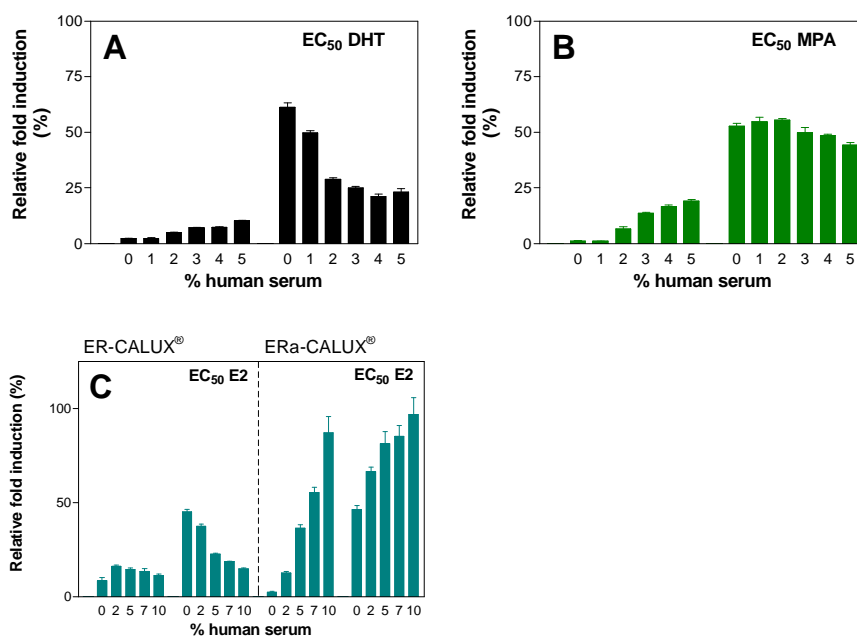 A
EC50 DHT
Relative fold induction
(%)
100
75
50
25
0
0 1 2 3 4 5 0 1 2 3 4 5
% human serum
B
EC50 MPA
Relative fold induction
(%)
100
75
50
25
0
0 1 2 3 4 5 0 1 2 3 4 5
% human serum
ER-CALUX® ERa-CALUX®
C
EC50 E2 EC50 E2
Relative fold induction (%)
100
50
0
0 2 5 7 10 0 2 5 7 10 0 2 5 7 10 0 2 5 7 10
% human serum